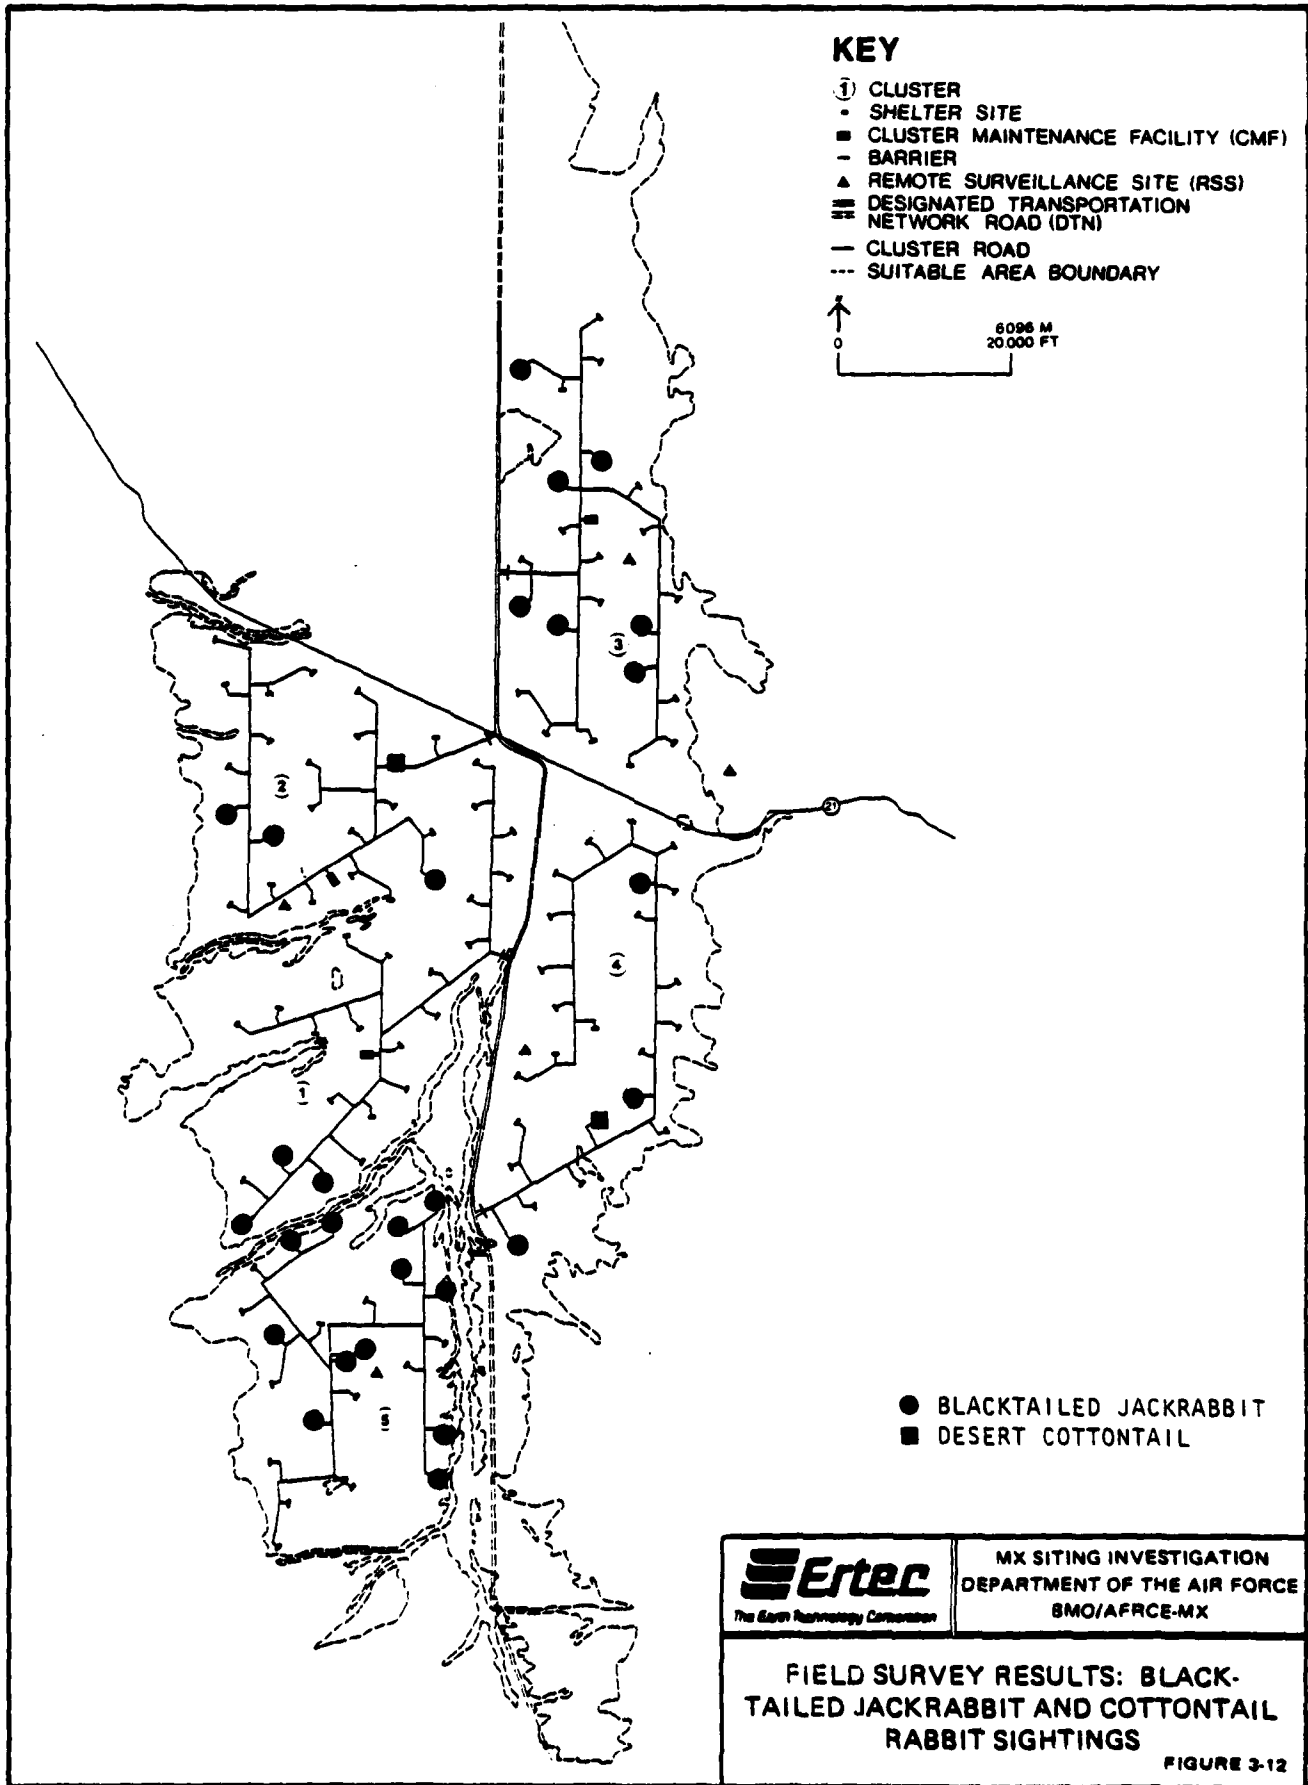 KEY
1 CLUSTER
SHELTER SITE
CLUSTER MAINTENANCE FACILITY (CMF)
BARRIER
REMOTE SURVEILLANCE SITE (RSS)
DESIGNATED TRANSPORTATION
NETWORK ROAD (DTN)
CLUSTER ROAD
SUITABLE AREA BOUNDARY
N
6096 M
0 20.000 FT
3
2
21
4
1
5
BLACKTAILED JACKRABBIT
DESERT COTTONTAIL
Ertec
The Earth Technology Corporation
MX SITING INVESTIGATION
DEPARTMENT OF THE AIR FORCE
BMO/AFRCE-MX
FIELD SURVEY RESULTS: BLACK-
TAILED JACKRABBIT AND COTTONTAIL
RABBIT SIGHTINGS
FIGURE 3-12